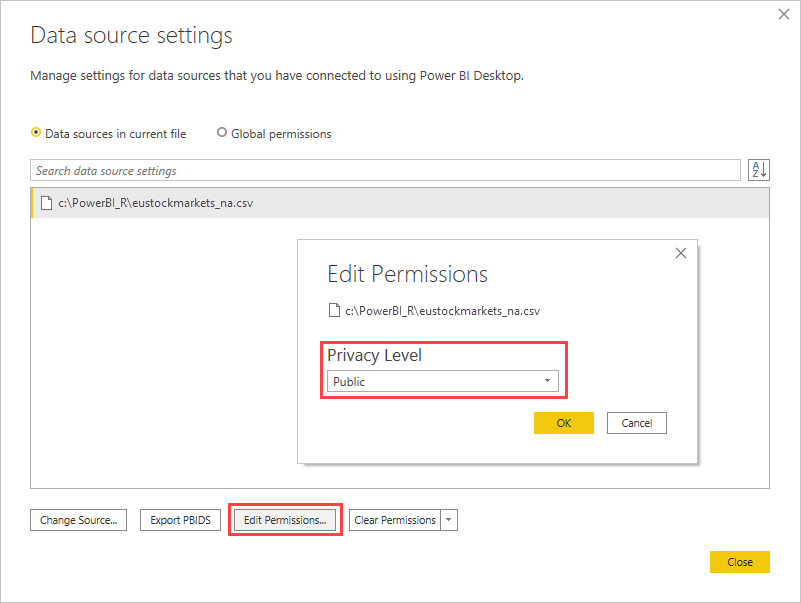 Data source settings
Manage settings for data sources that you have connected to using Power BI Desktop.
Data sources in current file Global permissions
Search data source settings
A
Z
c:\PowerBI_R\eustockmarkets_na.csv
Edit Permissions
c:\PowerBI_R\eustockmarkets_na.csv
Privacy Level
Public
OK Cancel
Change Source... Export PBIDS Edit Permissions... Clear Permissions
Close